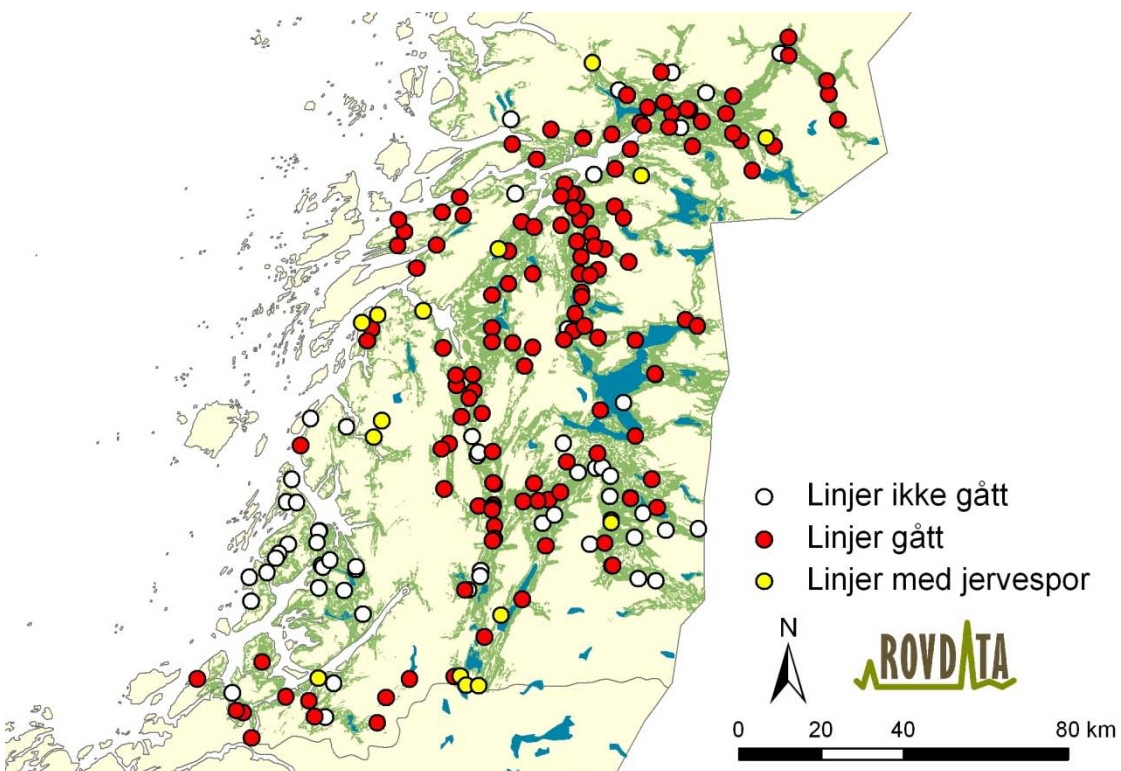 Linjer ikke gått
Linjer gått
Linjer med jervespor
N
ROVDATA
0 20 40 80 km